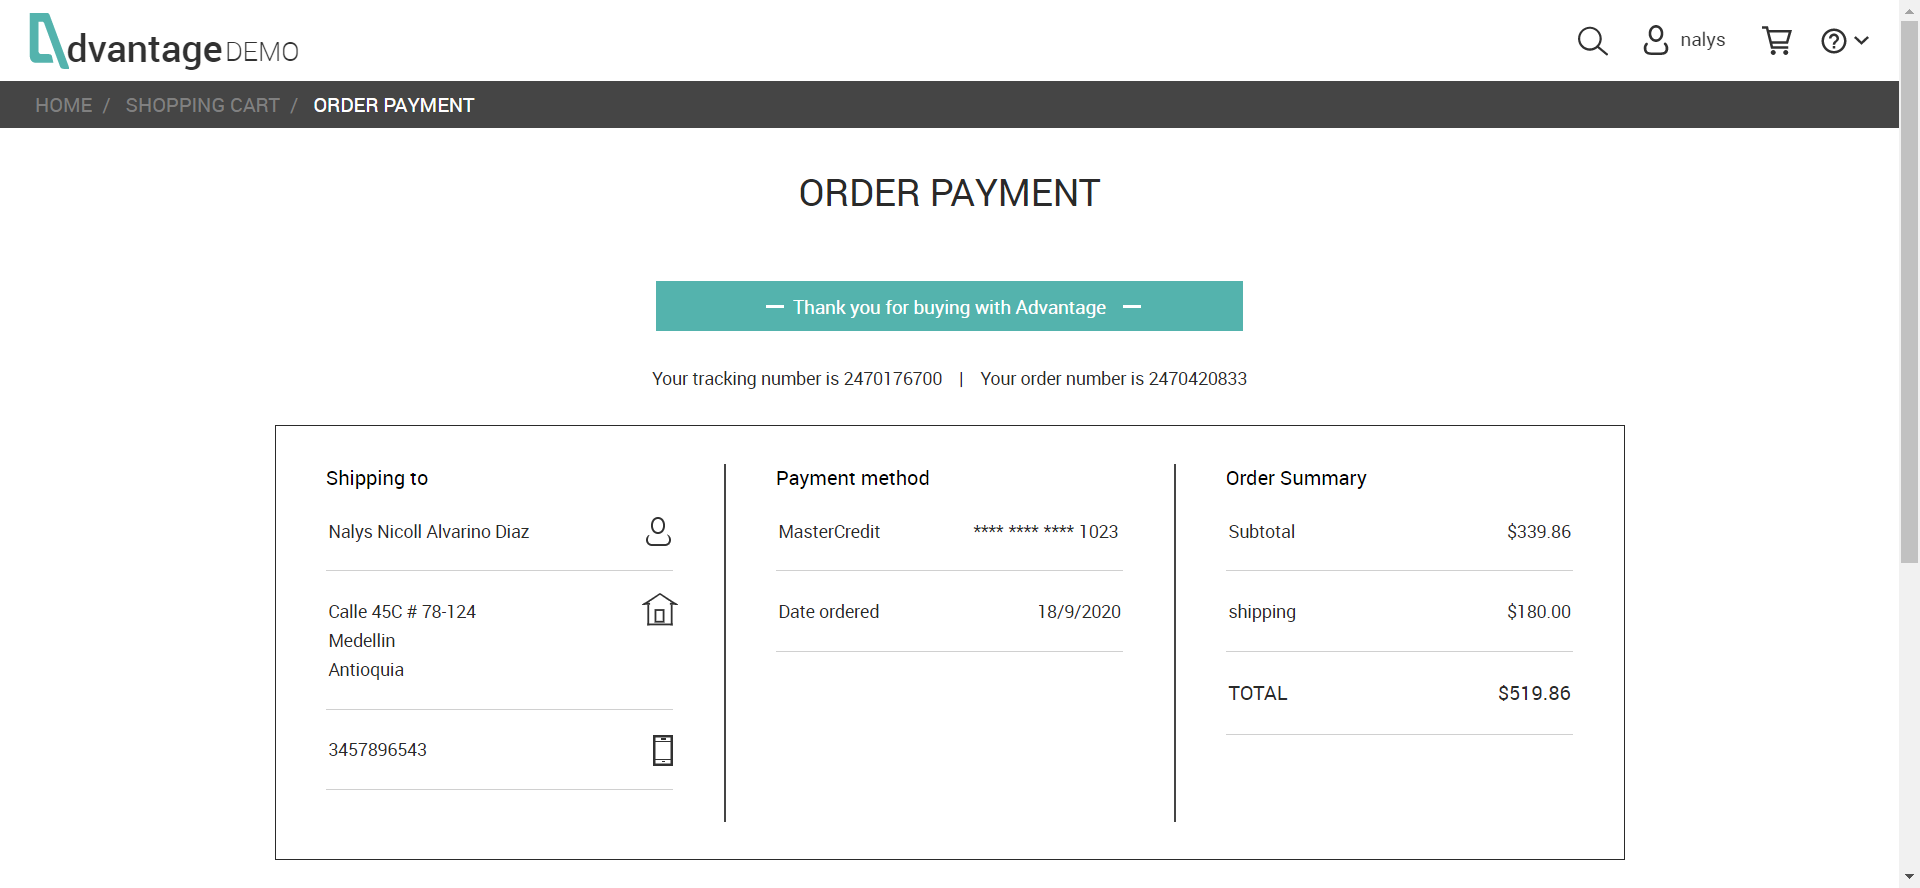 dvantage DEMO
nalys
?
HOME / SHOPPING CART / ORDER PAYMENT
ORDER PAYMENT
— Thank you for buying with Advantage —
Your tracking number is 2470176700 | Your order number is 2470420833
Shipping to
Nalys Nicoll Alvarino Diaz
Calle 45C # 78-124
Medellin
Antioquia
3457896543
Payment method
MasterCredit **** **** **** 1023
Date ordered 18/9/2020
Order Summary
Subtotal $339.86
shipping $180.00
TOTAL $519.86